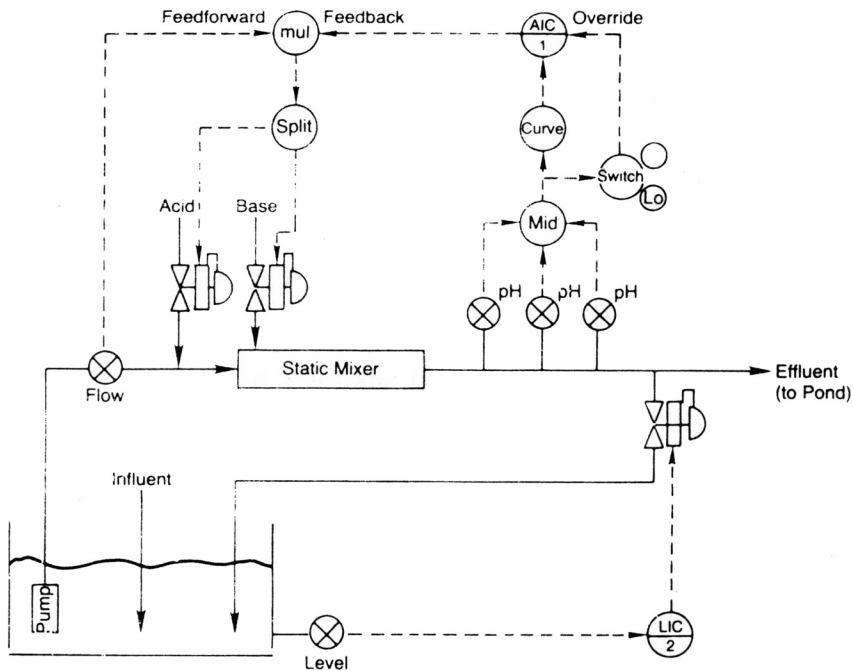 Feedforward
mul
Feedback
AIC
1
Override
Split
Curve
Switch
Lo
Acid
Base
Mid
pH
pH
pH
Static Mixer
Effluent
(to Pond)
Flow
Influent
Pump
LIC
2
Level